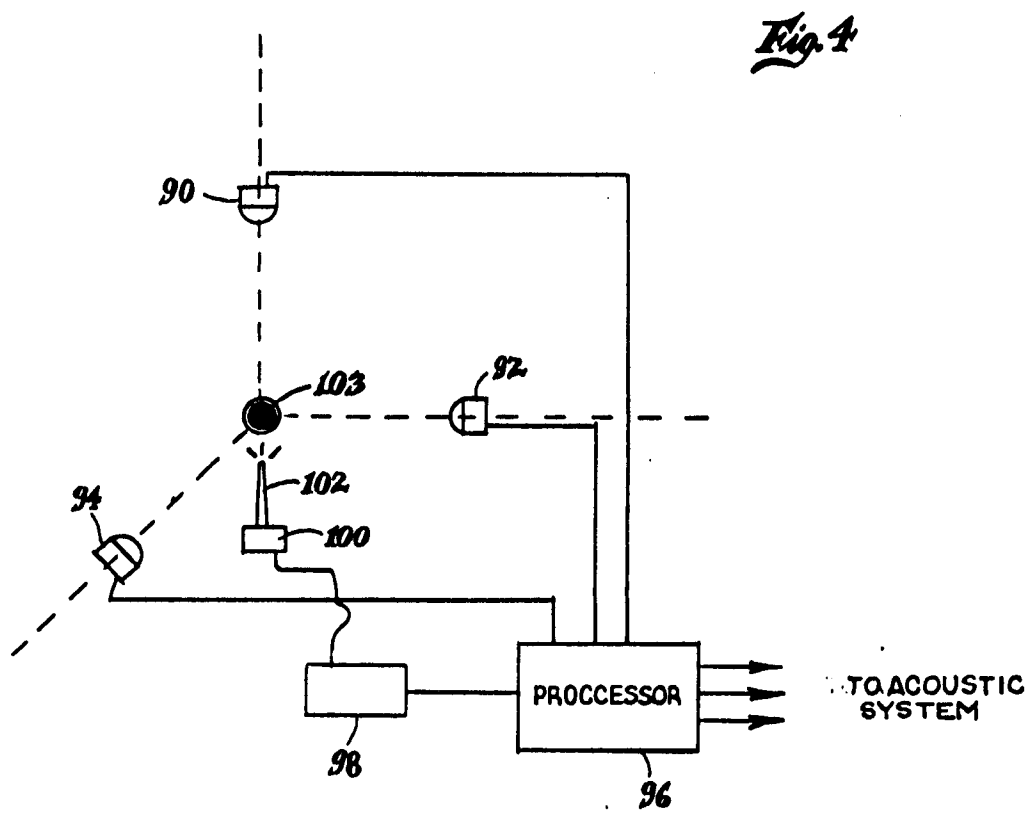 Fig. 4
90
92
103
94
102
100
PROCCESSOR
TO ACOUSTIC
SYSTEM
98
96